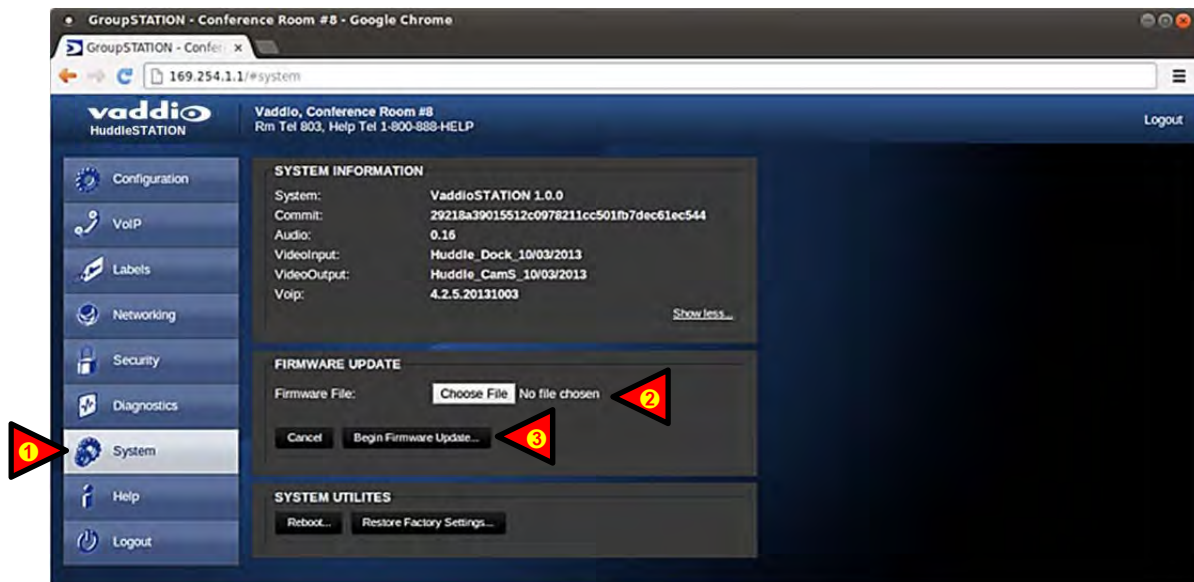 GroupSTATION - Conference Room #8 - Google Chrome
GroupSTATION - Confer x
169.254.1.1/#system
vaddio
HuddleSTATION
Vaddio, Conference Room #8
Rm Tel 803, Help Tel 1-800-888-HELP
Logout
Configuration
VoIP
Labels
Networking
Security
Diagnostics
1
System
Help
Logout
SYSTEM INFORMATION
System: VaddioSTATION 1.0.0
Commit: 29218a39015512c0978211cc501fb7dec61ec544
Audio: 0.16
VideoInput: Huddle_Dock_10/03/2013
VideoOutput: Huddle_CamS_10/03/2013
Voip: 4.2.5.20131003
Show less...
FIRMWARE UPDATE
Firmware File: Choose File No file chosen 2
Cancel Begin Firmware Update... 3
SYSTEM UTILITES
Reboot... Restore Factory Settings...